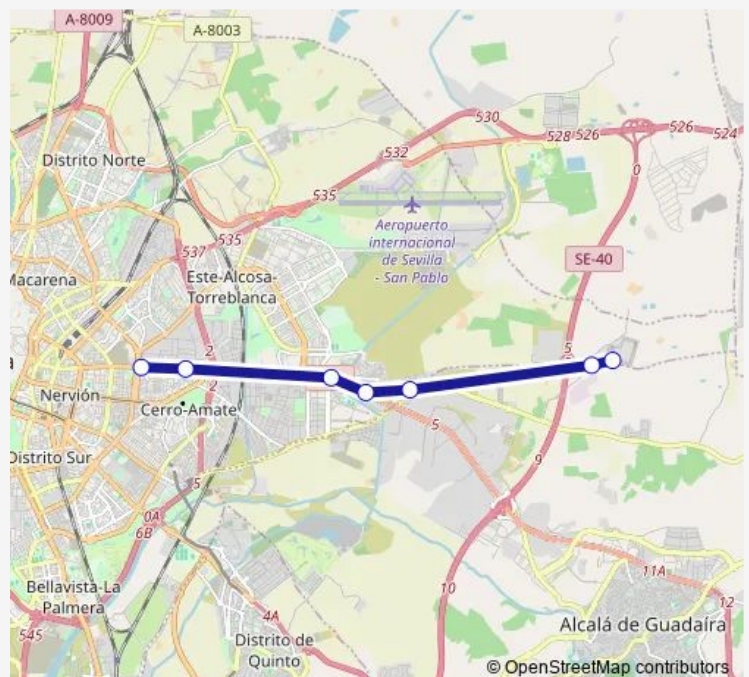 A-8009
A-8003
530
528
526
526
524
532
Distrito Norte
0
535
535
537
Aeropuerto
internacional
de Sevilla
- San Pablo
SE-40
Macarena
Este-Alcosa-
Torreblanca
2
5
Nervión
2
Cerro-Amate
5
Distrito Sur
9
5
0A
6B
Bellavista-La
Palmera
10
11A
12
4A
Alcalá de Guadaíra
545
Distrito de
Quinto
© OpenStreetMap contributors